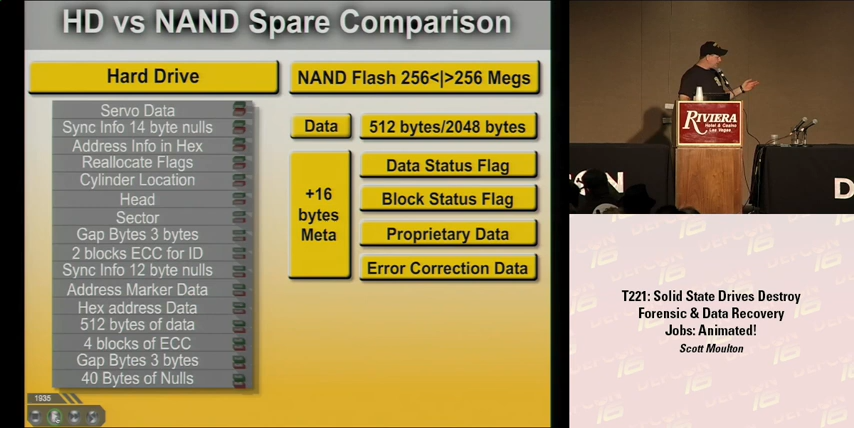 HD vs NAND Spare Comparison
Hard Drive
Servo Data
Sync Info 14 byte nulls
Address Info in Hex
Reallocate Flags
Cylinder Location
Head
Sector
Gap Bytes 3 bytes
2 blocks ECC for ID
Sync Info 12 byte nulls
Address Marker Data
Hex address Data
512 bytes of data
4 blocks of ECC
Gap Bytes 3 bytes
40 Bytes of Nulls
1935
NAND Flash 256<|>256 Megs
Data
512 bytes/2048 bytes
+16
bytes
Meta
Data Status Flag
Block Status Flag
Proprietary Data
Error Correction Data
RIVIERA
Hotel & Casino
Las Vegas
ON
D
T221: Solid State Drives Destroy
Forensic & Data Recovery
Jobs: Animated!
Scott Moulton